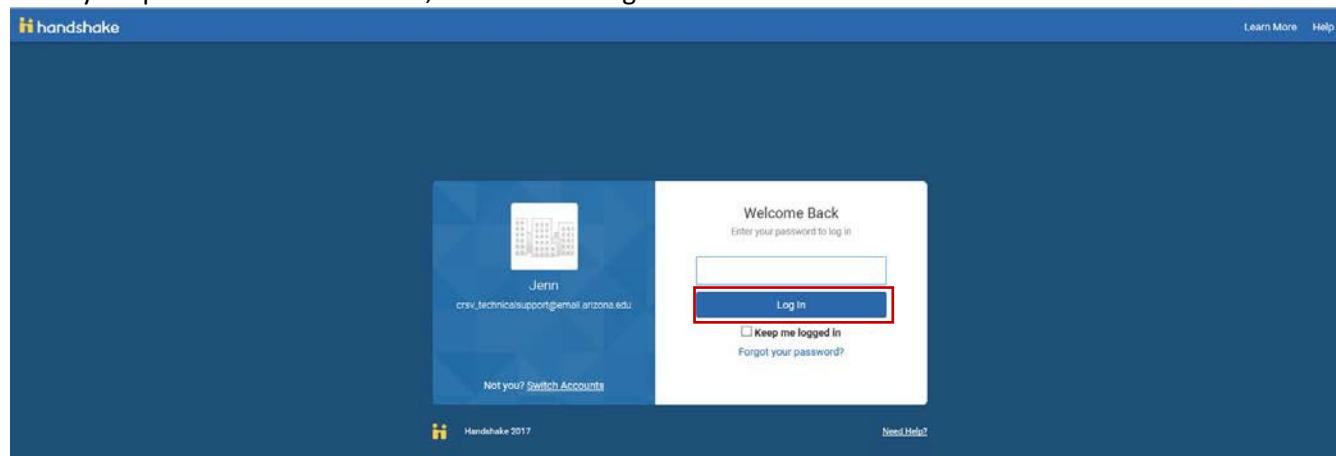 handshake
Learn More Help
Welcome Back
Enter your password to log in
Jenn
crsv_technicalsupport@email.arizona.edu
Log In
Keep me logged in
Forgot your password?
Not you? Switch Accounts
Handshake 2017
Need Help?